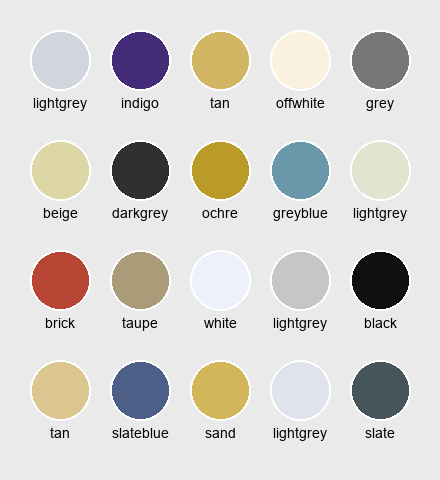 lightgrey indigo tan offwhite grey
beige darkgrey ochre greyblue lightgrey
brick taupe white lightgrey black
tan slateblue sand lightgrey slate